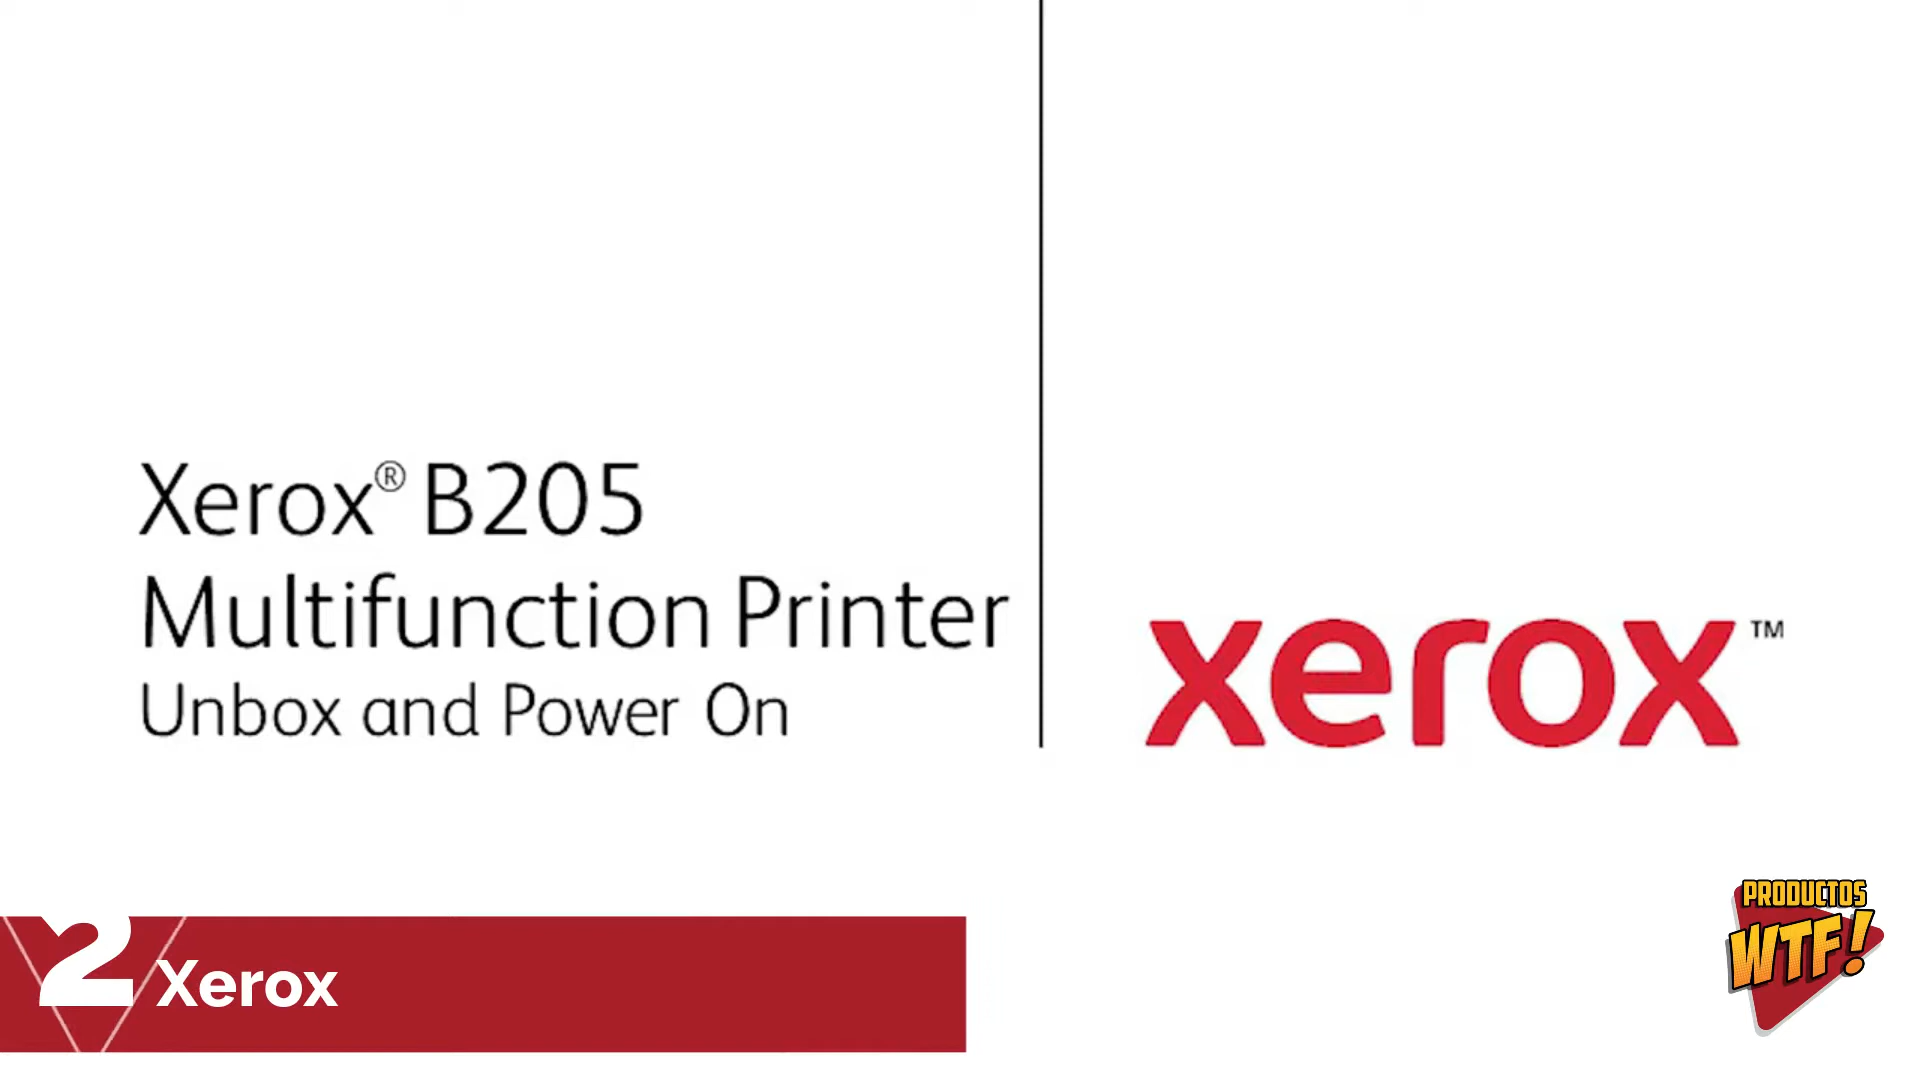 Xerox® B205
Multifunction Printer
Unbox and Power On
xerox™
2 Xerox
PRODUCTOS
WTF!